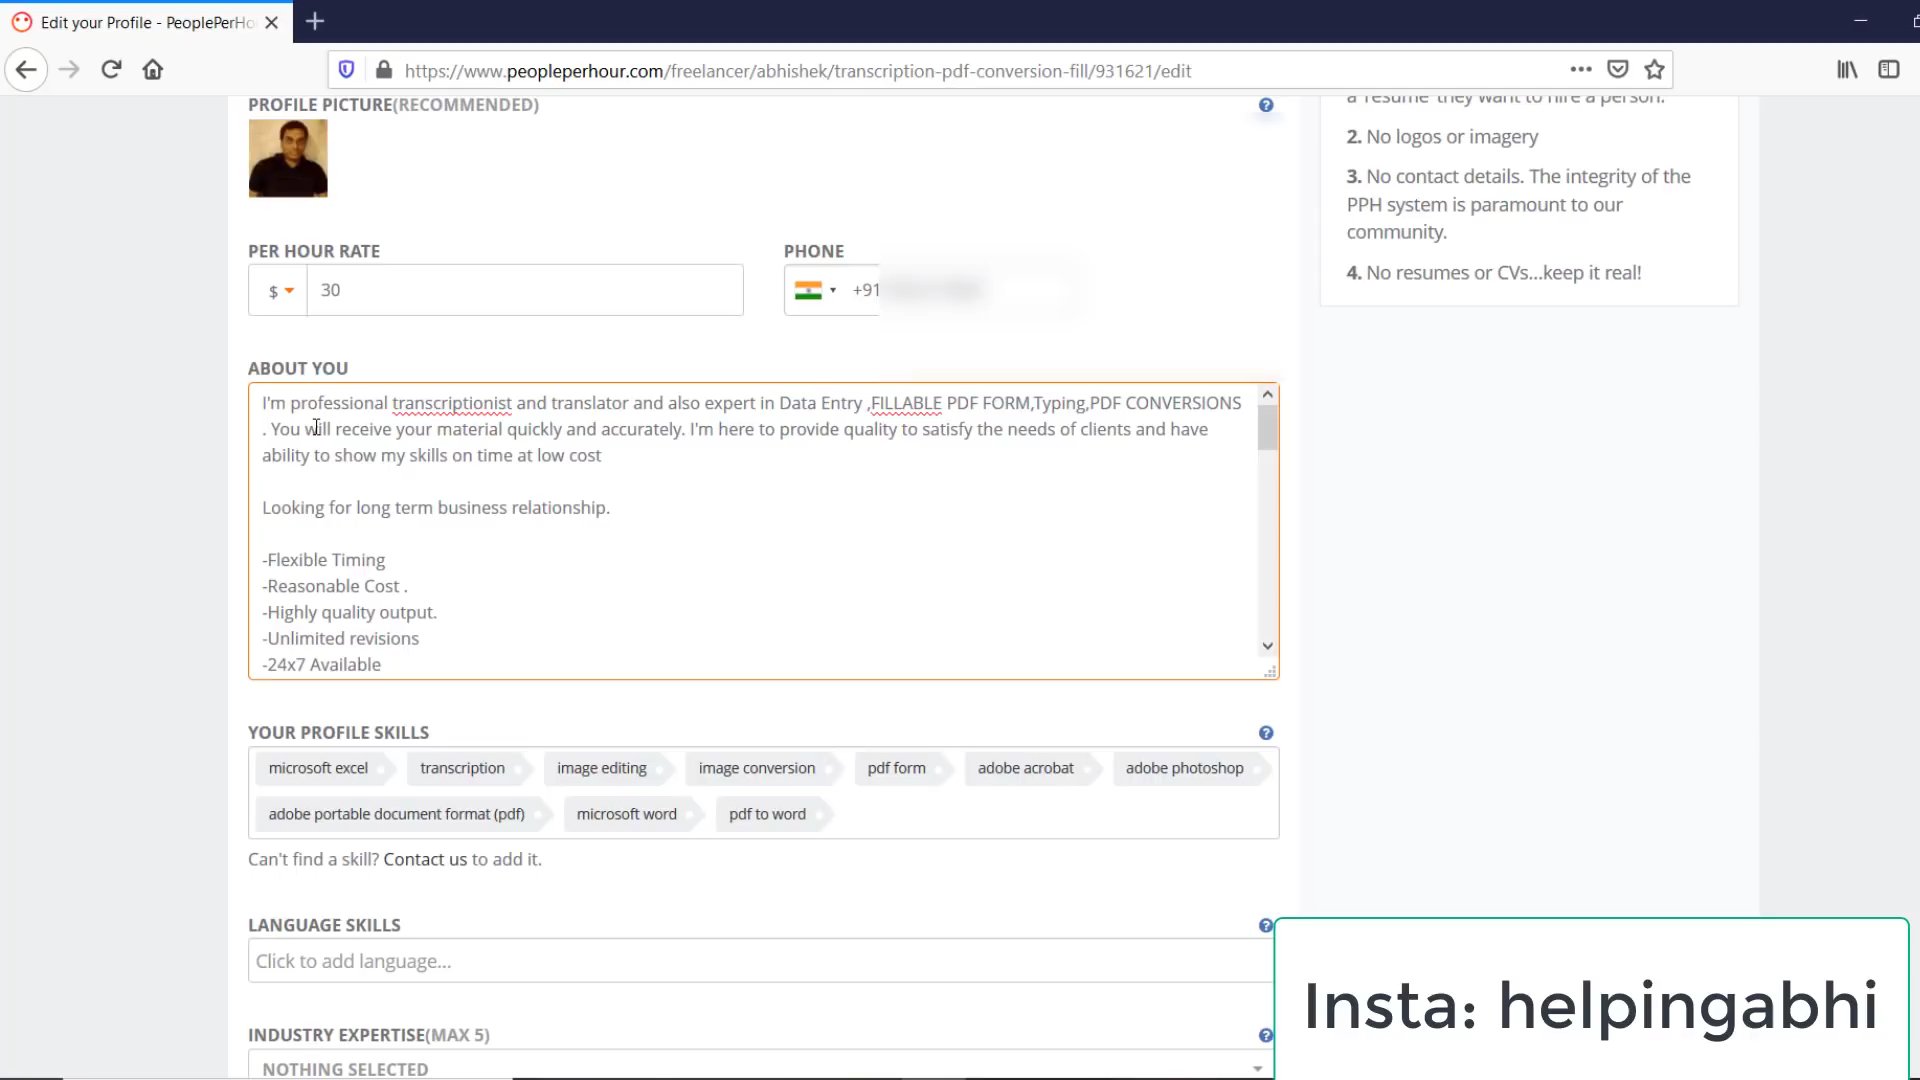 Edit your Profile - PeoplePerHo
https://www.peopleperhour.com/freelancer/abhishek/transcription-pdf-conversion-fill/931621/edit
PROFILE PICTURE(RECOMMENDED)
PER HOUR RATE
$ 30
PHONE
+91
ABOUT YOU
I'm professional transcriptionist and translator and also expert in Data Entry ,FILLABLE PDF FORM,Typing,PDF CONVERSIONS
. You will receive your material quickly and accurately. I'm here to provide quality to satisfy the needs of clients and have
ability to show my skills on time at low cost
Looking for long term business relationship.
-Flexible Timing
-Reasonable Cost .
-Highly quality output.
-Unlimited revisions
-24x7 Available
YOUR PROFILE SKILLS
microsoft excel transcription image editing image conversion pdf form adobe acrobat adobe photoshop
adobe portable document format (pdf) microsoft word pdf to word
Can't find a skill? Contact us to add it.
LANGUAGE SKILLS
Click to add language...
INDUSTRY EXPERTISE(MAX 5)
NOTHING SELECTED
a 'resume' they want to hire a person.
2. No logos or imagery
3. No contact details. The integrity of the
PPH system is paramount to our
community.
4. No resumes or CVs...keep it real!
Insta: helpingabhi